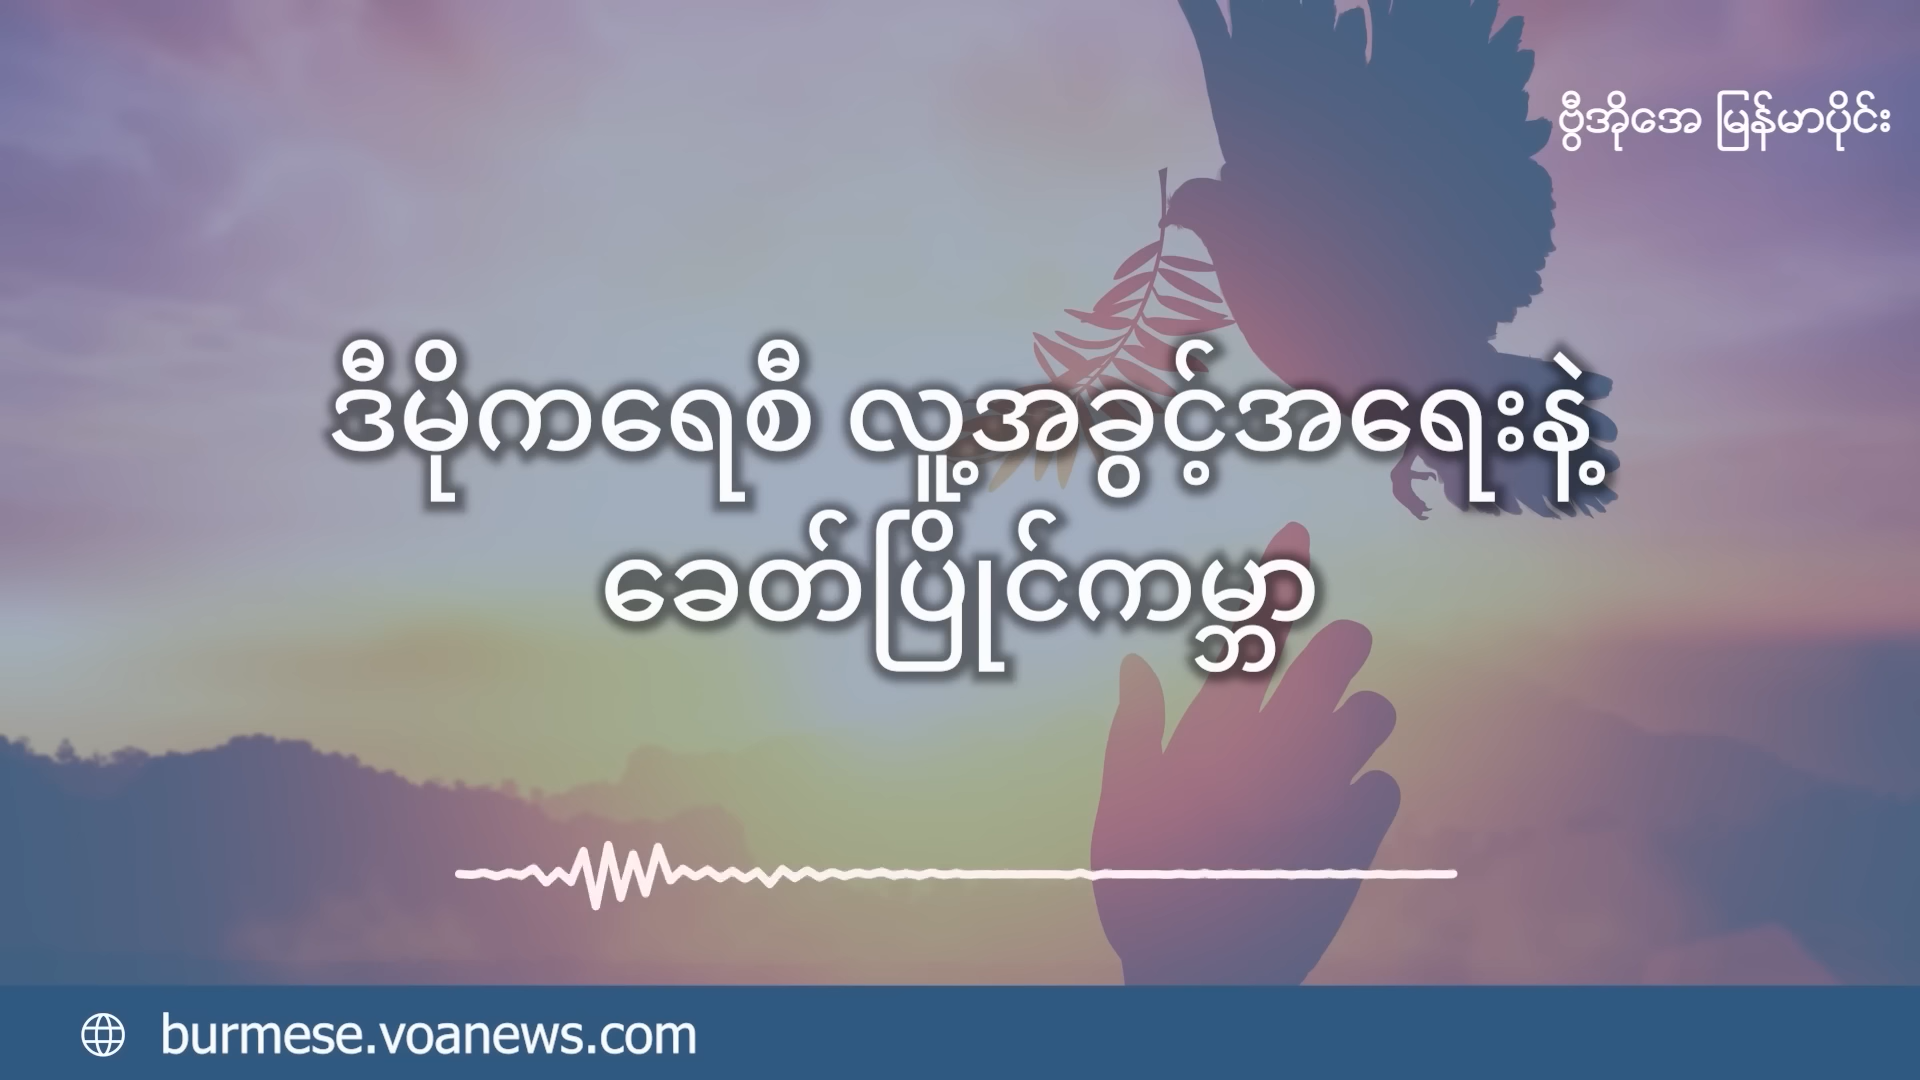 ဗွီအိုအေ မြန်မာပိုင်း
ဒီမိုကရေစီ လူ့အခွင့်အရေးနဲ့
ခေတ်ပြိုင်ကမ္ဘာ
burmese.voanews.com